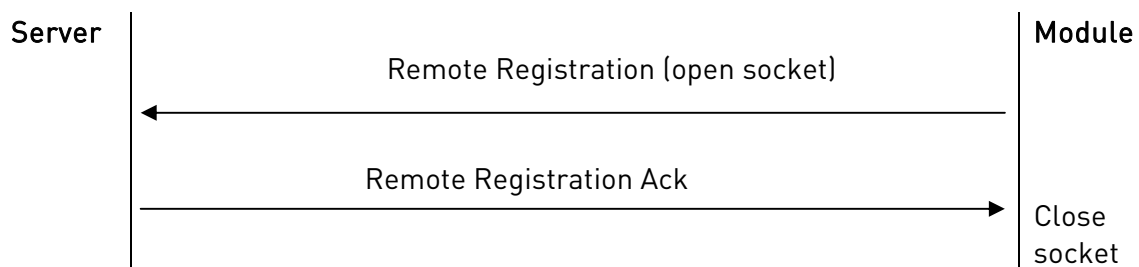 Server
Module
Remote Registration (open socket)
Remote Registration Ack
Close
socket